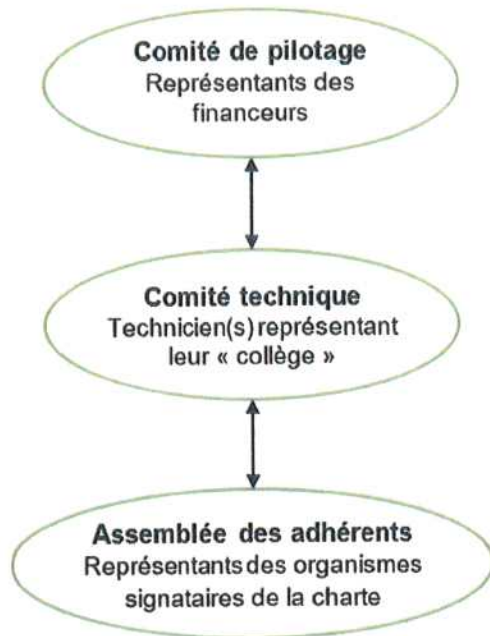 Comité de pilotage
Représentants des
financeurs
Comité technique
Technicien(s) représentant
leur « collège »
Assemblée des adhérents
Représentants des organismes
signataires de la charte